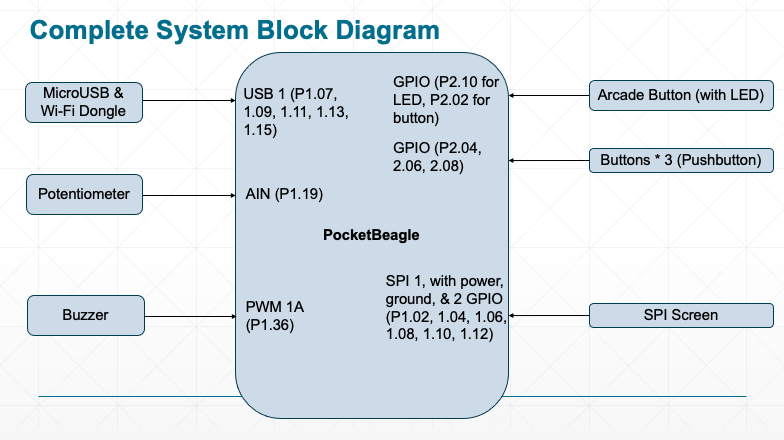 Complete System Block Diagram
MicroUSB &
Wi-Fi Dongle
USB 1 (P1.07,
1.09, 1.11, 1.13,
1.15)
GPIO (P2.10 for
LED, P2.02 for
button)
Arcade Button (with LED)
GPIO (P2.04,
2.06, 2.08)
Buttons * 3 (Pushbutton)
Potentiometer
AIN (P1.19)
PocketBeagle
Buzzer
PWM 1A
(P1.36)
SPI 1, with power,
ground, & 2 GPIO
(P1.02, 1.04, 1.06,
1.08, 1.10, 1.12)
SPI Screen